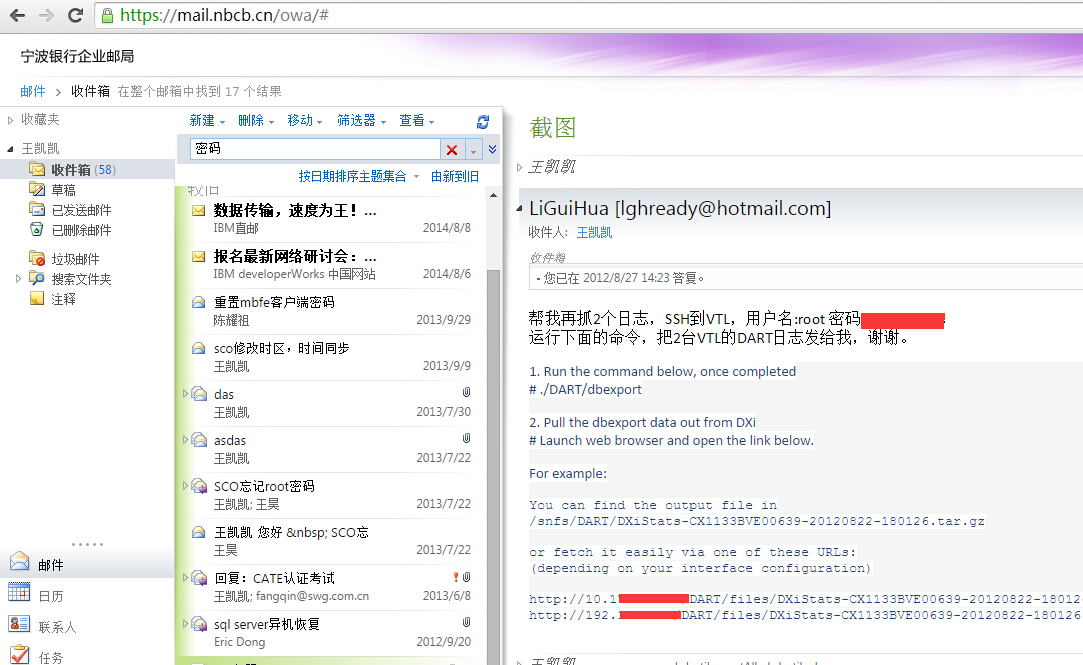 https://mail.nbcb.cn/owa/#
宁波银行企业邮局
邮件 › 收件箱 在整个邮箱中找到 17 个结果
收藏夹
王凯凯
收件箱 (58)
草稿
已发送邮件
已删除邮件
垃圾邮件
搜索文件夹
注释
邮件
日历
联系人
任务
新建 删除 移动 筛选器 查看
密码
按日期排序主题集合 由新到旧
较旧
数据传输，速度为王！...
IBM直邮 2014/8/8
报名最新网络研讨会：...
IBM developerWorks 中国网站 2014/8/6
重置mbfe客户端密码
陈耀祖 2013/9/29
sco修改时区，时间同步
王凯凯 2013/9/9
das
王凯凯 2013/7/30
asdas
王凯凯 2013/7/22
SCO忘记root密码
王凯凯; 王昊 2013/7/22
王凯凯 您好 &nbsp; SCO忘
王昊 2013/7/22
回复：CATE认证考试
王凯凯; fangqin@swg.com.cn 2013/6/8
sql server异机恢复
Eric Dong 2012/9/20
截图
王凯凯
LiGuiHua [lghready@hotmail.com]
收件人: 王凯凯
收件箱
- 您已在 2012/8/27 14:23 答复。
帮我再抓2个日志，SSH到VTL，用户名:root 密码
运行下面的命令，把2台VTL的DART日志发给我，谢谢。
1. Run the command below, once completed
# ./DART/dbexport
2. Pull the dbexport data out from DXi
# Launch web browser and open the link below.
For example:
You can find the output file in
/snfs/DART/DXiStats-CX1133BVE00639-20120822-180126.tar.gz
or fetch it easily via one of these URLs:
(depending on your interface configuration)
http://10.1 /DART/files/DXiStats-CX1133BVE00639-20120822-18012
http://192. /DART/files/DXiStats-CX1133BVE00639-20120822-180126
王凯凯